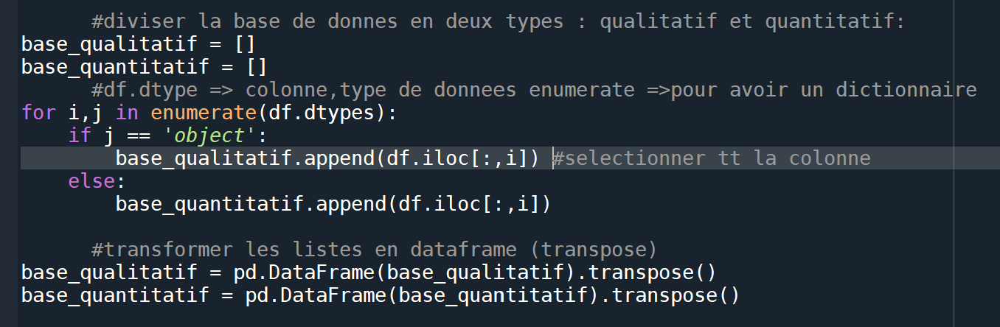 #diviser la base de donnes en deux types : qualitatif et quantitatif:
base_qualitatif = []
base_quantitatif = []
#df.dtype => colonne,type de donnees enumerate =>pour avoir un dictionnaire
for i,j in enumerate(df.dtypes):
if j == 'object':
base_qualitatif.append(df.iloc[:,i]) #selectionner tt la colonne
else:
base_quantitatif.append(df.iloc[:,i])
#transformer les listes en dataframe (transpose)
base_qualitatif = pd.DataFrame(base_qualitatif).transpose()
base_quantitatif = pd.DataFrame(base_quantitatif).transpose()